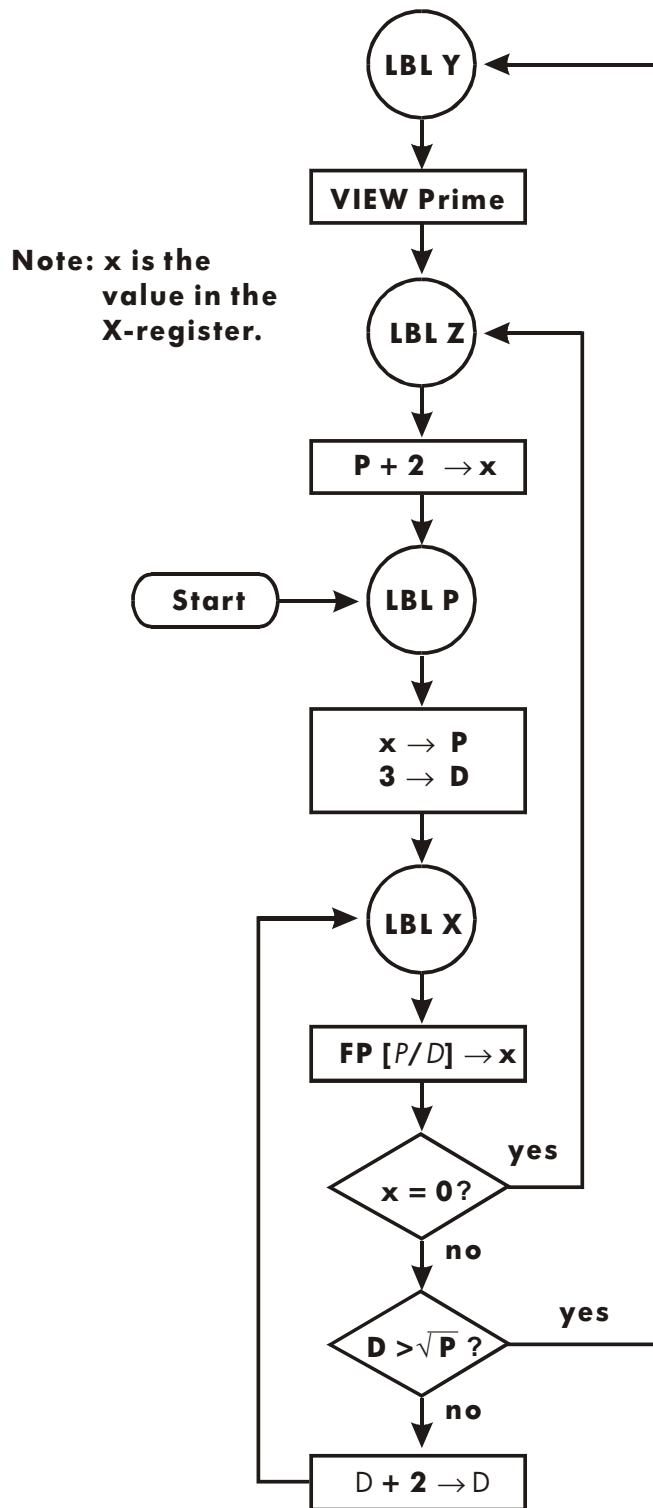 LBL Y
VIEW Prime
Note: x is the
value in the
X-register.
LBL Z
P + 2 → x
Start
LBL P
x → P
3 → D
LBL X
FP [P/D] → x
yes
x = 0?
no
yes
D > √P ?
no
D + 2 → D